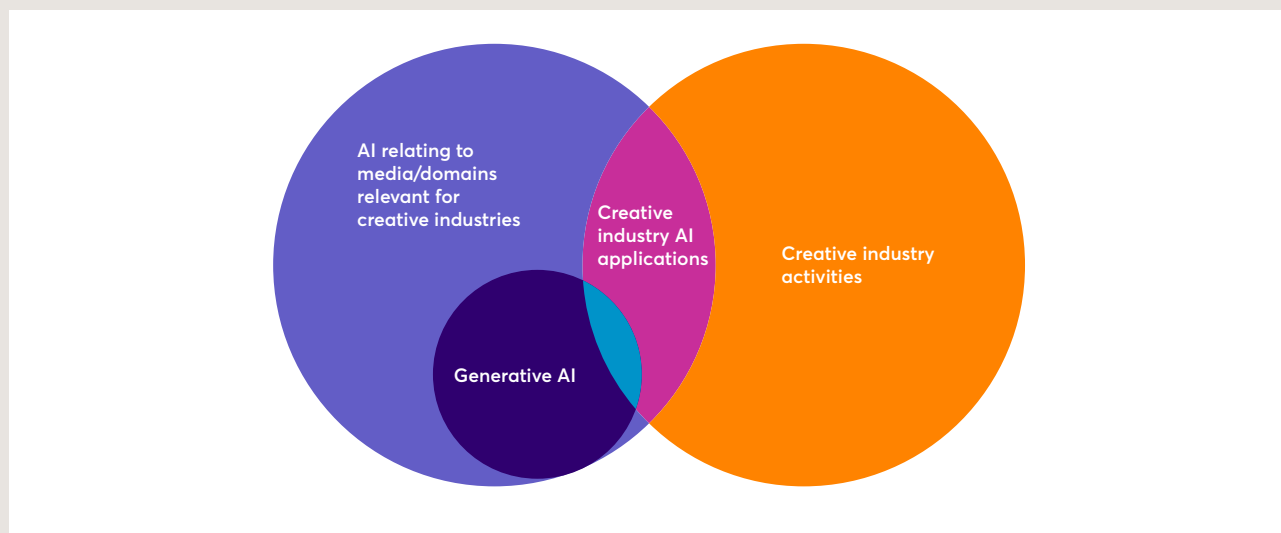 AI relating to
media/domains
relevant for
creative industries
Creative
industry AI
applications
Creative industry
activities
Generative AI